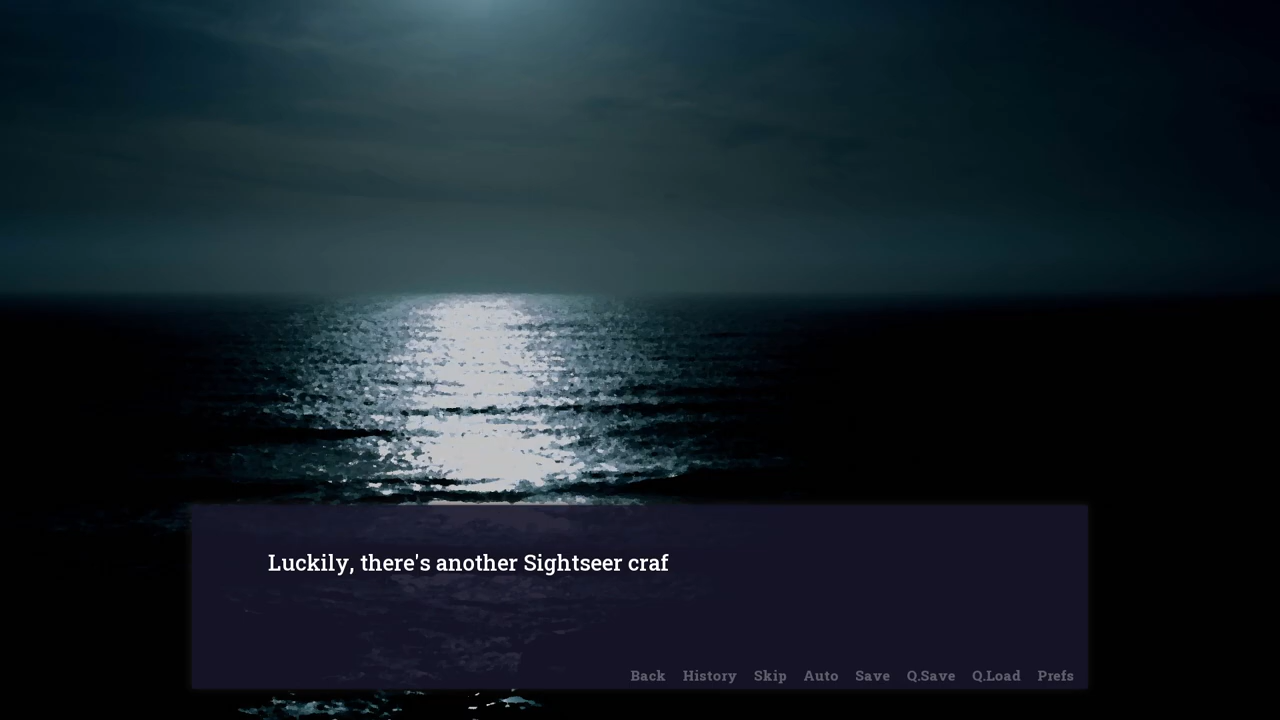 Luckily, there's another Sightseer craf
Back History Skip Auto Save Q.Save Q.Load Prefs